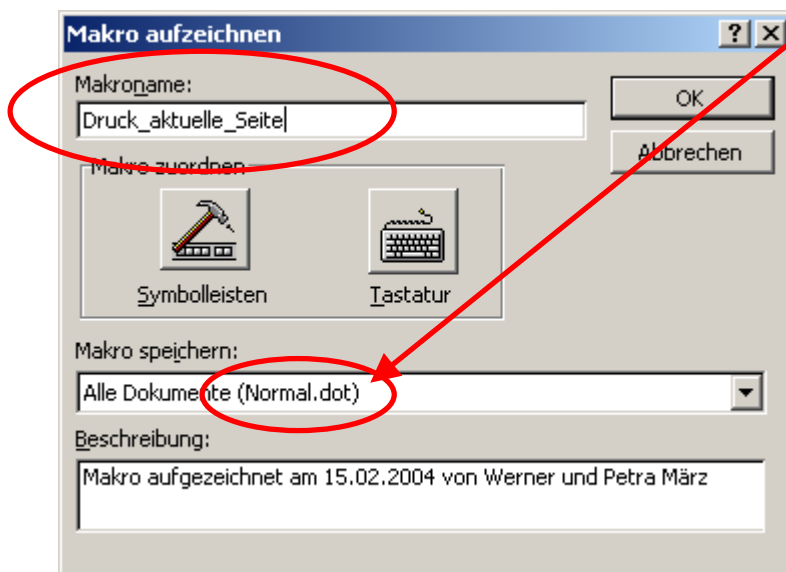 Makro aufzeichnen
Makroname:
OK
Druck_aktuelle_Seite
Abbrechen
Makro zuordnen
Symbolleisten
Tastatur
Makro speichern:
Alle Dokumente (Normal.dot)
Beschreibung:
Makro aufgezeichnet am 15.02.2004 von Werner und Petra März